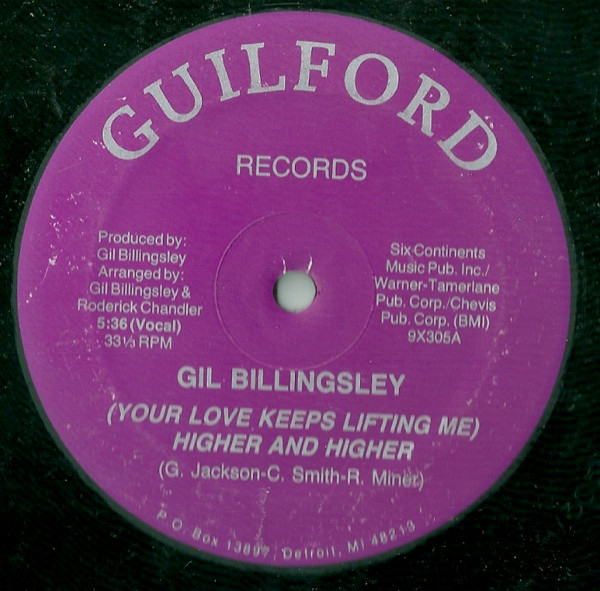 GUILFORD
RECORDS
Produced by:
Gil Billingsley
Arranged by:
Gil Billingsley &
Roderick Chandler
5:36 (Vocal)
33⅓ RPM
Six Continents
Music Pub. Inc./
Warner-Tamerlane
Pub. Corp./Chevis
Pub. Corp. (BMI)
9X305A
GIL BILLINGSLEY
(YOUR LOVE KEEPS LIFTING ME)
HIGHER AND HIGHER
(G. Jackson-C. Smith-R. Miner)
P.O. Box 13897, Detroit, MI 48213